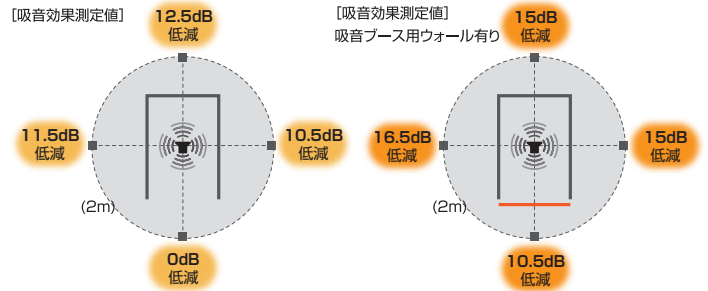 [吸音効果測定値]
12.5dB
低減
11.5dB
低減
10.5dB
低減
(2m)
0dB
低減
[吸音効果測定値]
吸音ブース用ウォール有り
15dB
低減
16.5dB
低減
15dB
低減
(2m)
10.5dB
低減